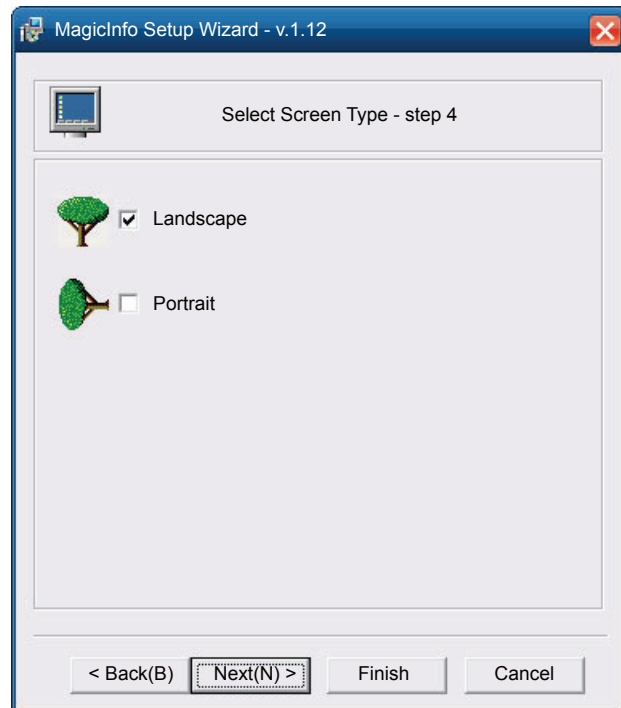 MagicInfo Setup Wizard - v.1.12
Select Screen Type - step 4
Landscape
Portrait
< Back(B) Next(N) > Finish Cancel